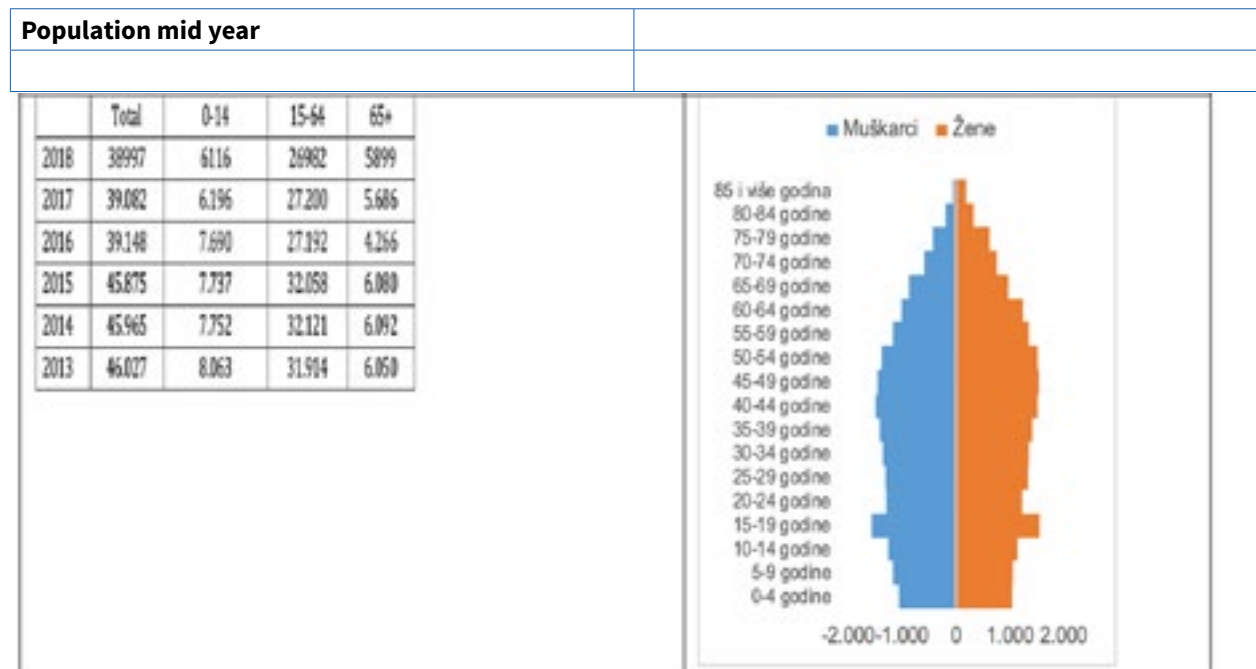 Population mid year
Total 0-14 15-64 65+
2018 38997 6116 26982 5899
2017 39.082 6.196 27.200 5.686
2016 39.148 7.690 27.192 4.266
2015 45.875 7.737 32.058 6.080
2014 45.965 7.752 32.121 6.092
2013 46.027 8.063 31.914 6.050
Muškarci Žene
85 i više godina
80-84 godine
75-79 godine
70-74 godine
65-69 godine
60-64 godine
55-59 godine
50-54 godine
45-49 godine
40-44 godine
35-39 godine
30-34 godine
25-29 godine
20-24 godine
15-19 godine
10-14 godine
5-9 godine
0-4 godine
-2.000 -1.000 0 1.000 2.000